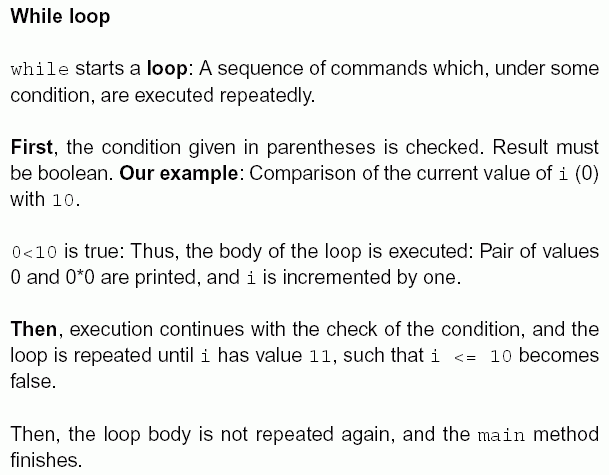 While loop
while starts a loop: A sequence of commands which, under some
condition, are executed repeatedly.
First, the condition given in parentheses is checked. Result must
be boolean. Our example: Comparison of the current value of i (0)
with 10.
0<10 is true: Thus, the body of the loop is executed: Pair of values
0 and 0*0 are printed, and i is incremented by one.
Then, execution continues with the check of the condition, and the
loop is repeated until i has value 11, such that i <= 10 becomes
false.
Then, the loop body is not repeated again, and the main method
finishes.